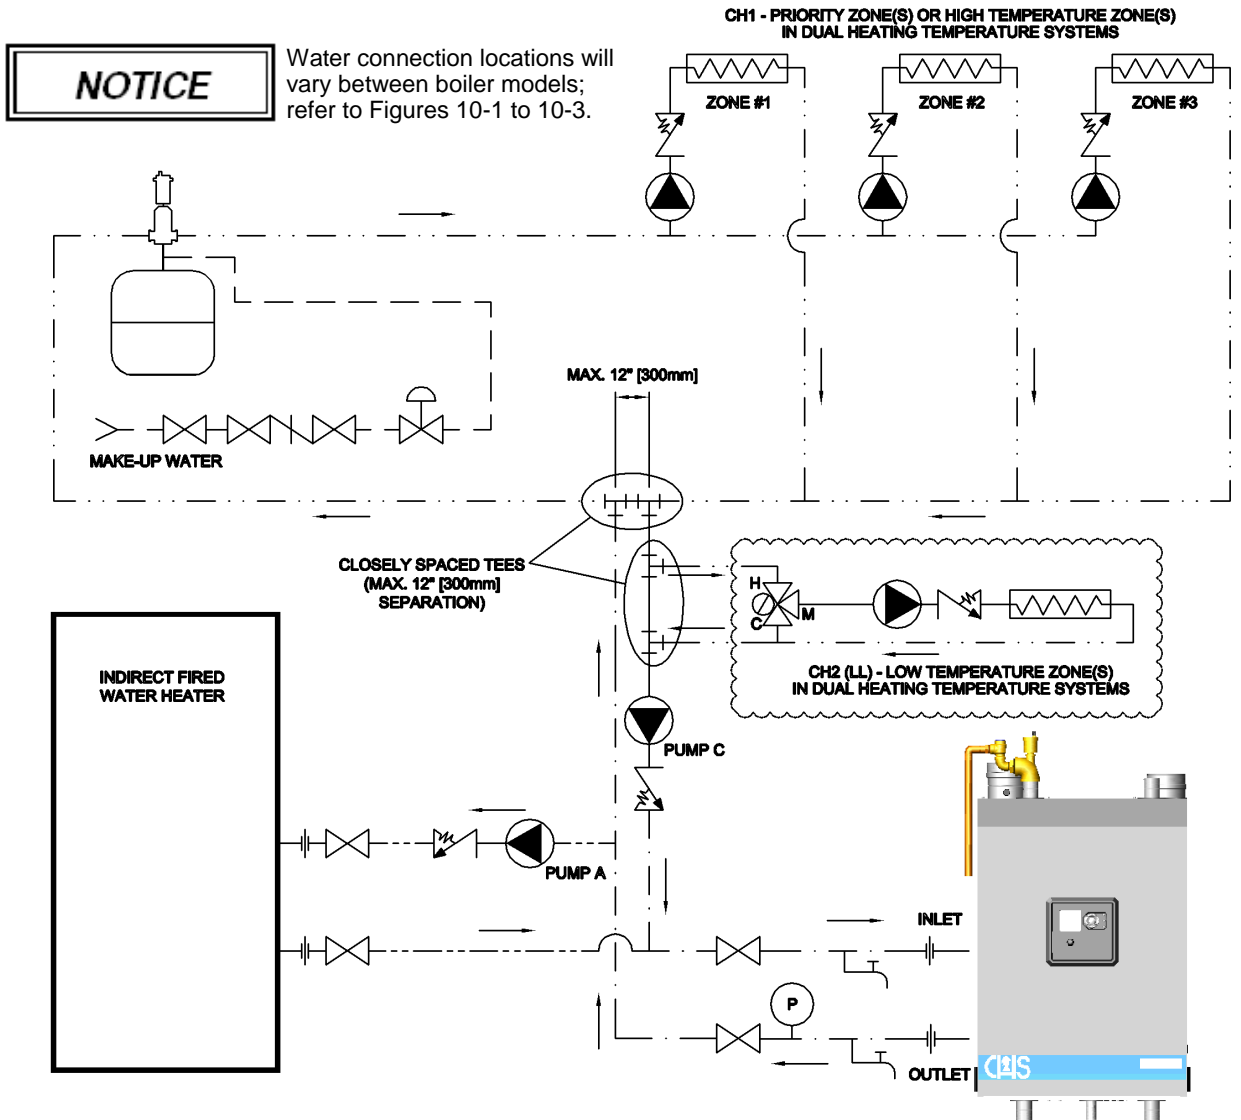 CH1 - PRIORITY ZONE(S) OR HIGH TEMPERATURE ZONE(S)
IN DUAL HEATING TEMPERATURE SYSTEMS
NOTICE
Water connection locations will
vary between boiler models;
refer to Figures 10-1 to 10-3.
ZONE #1
ZONE #2
ZONE #3
MAX. 12" [300mm]
MAKE-UP WATER
CLOSELY SPACED TEES
(MAX. 12" [300mm]
SEPARATION)
H
C
M
CH2 (LL) - LOW TEMPERATURE ZONE(S)
IN DUAL HEATING TEMPERATURE SYSTEMS
INDIRECT FIRED
WATER HEATER
PUMP C
PUMP A
INLET
P
OUTLET